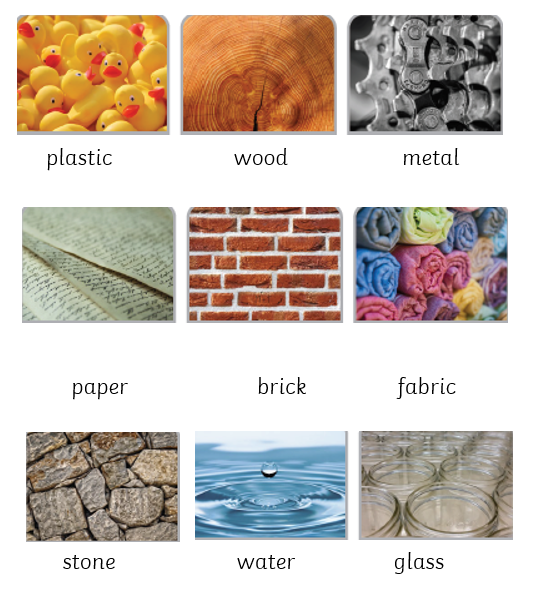 plastic wood metal
paper brick fabric
stone water glass